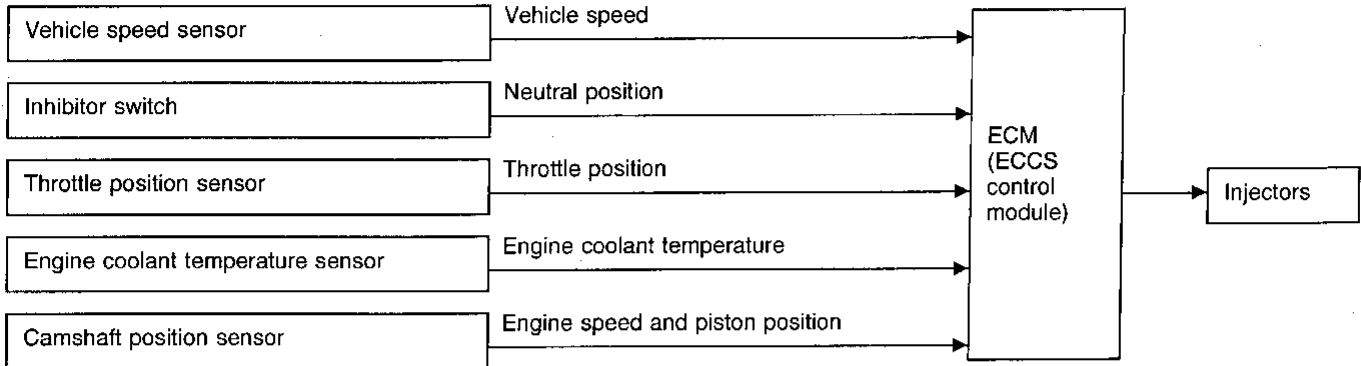 Vehicle speed sensor
Vehicle speed
Inhibitor switch
Neutral position
Throttle position sensor
Throttle position
Engine coolant temperature sensor
Engine coolant temperature
Camshaft position sensor
Engine speed and piston position
ECM
(ECCS
control
module)
Injectors